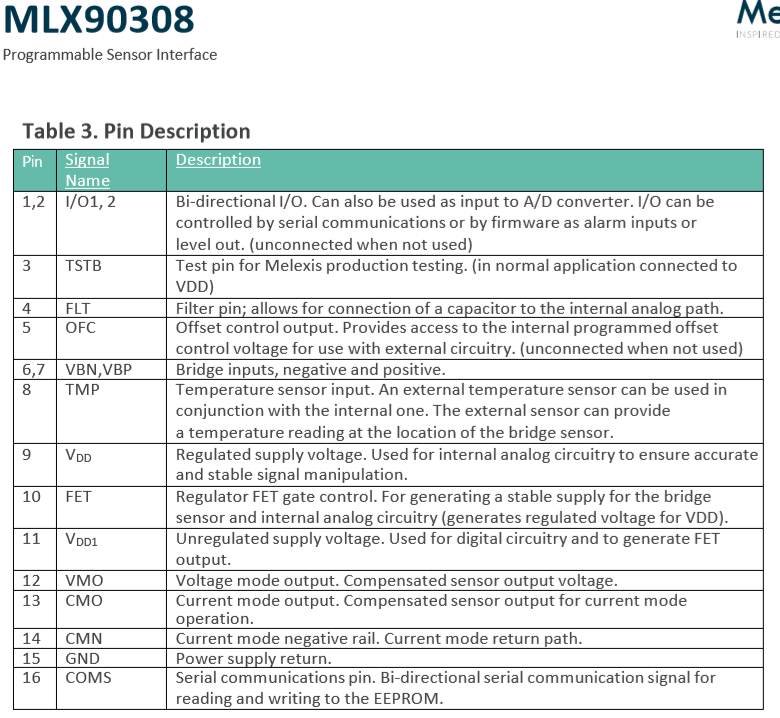 MLX90308
Me
INSPIRED
Programmable Sensor Interface
Table 3. Pin Description
Pin Signal Name Description
1,2 I/O1, 2 Bi-directional I/O. Can also be used as input to A/D converter. I/O can be
controlled by serial communications or by firmware as alarm inputs or
level out. (unconnected when not used)
3 TSTB Test pin for Melexis production testing. (in normal application connected to
VDD)
4 FLT Filter pin; allows for connection of a capacitor to the internal analog path.
5 OFC Offset control output. Provides access to the internal programmed offset
control voltage for use with external circuitry. (unconnected when not used)
6,7 VBN,VBP Bridge inputs, negative and positive.
8 TMP Temperature sensor input. An external temperature sensor can be used in
conjunction with the internal one. The external sensor can provide
a temperature reading at the location of the bridge sensor.
9 VDD Regulated supply voltage. Used for internal analog circuitry to ensure accurate
and stable signal manipulation.
10 FET Regulator FET gate control. For generating a stable supply for the bridge
sensor and internal analog circuitry (generates regulated voltage for VDD).
11 VDD1 Unregulated supply voltage. Used for digital circuitry and to generate FET
output.
12 VMO Voltage mode output. Compensated sensor output voltage.
13 CMO Current mode output. Compensated sensor output for current mode
operation.
14 CMN Current mode negative rail. Current mode return path.
15 GND Power supply return.
16 COMS Serial communications pin. Bi-directional serial communication signal for
reading and writing to the EEPROM.